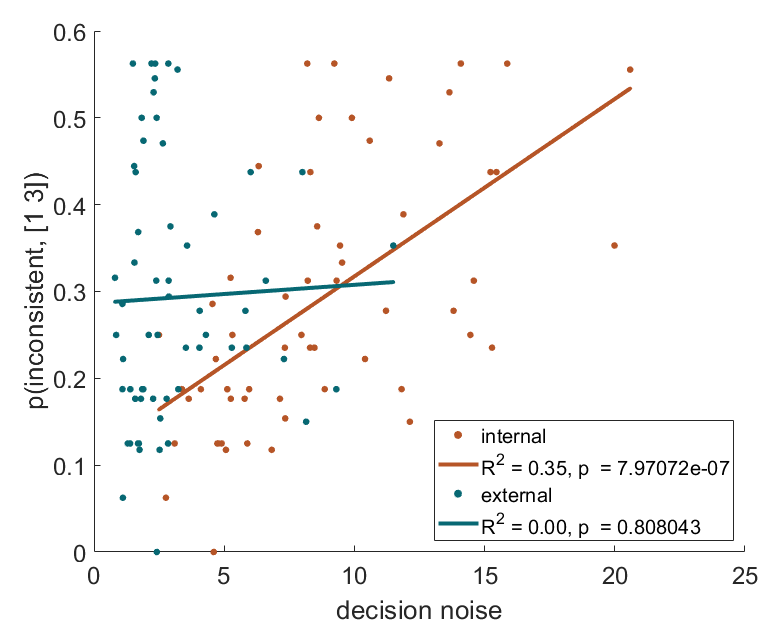 0.6
0.5
0.4
0.3
0.2
0.1
0
p(inconsistent, [1 3])
0 5 10 15 20 25
decision noise
internal
R² = 0.35, p = 7.97072e-07
external
R² = 0.00, p = 0.808043